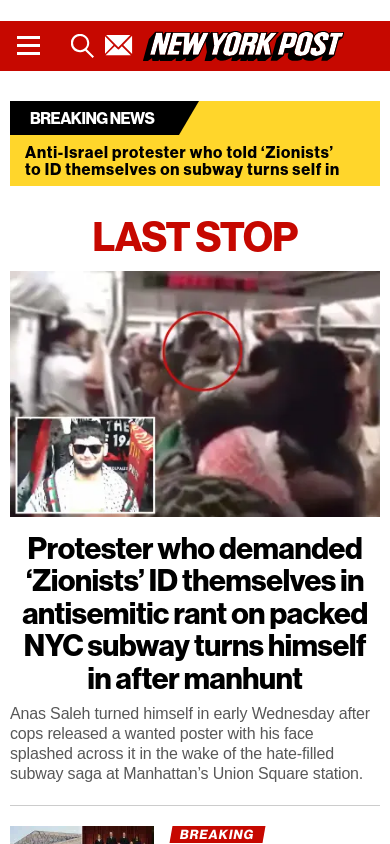 NEW YORK POST
BREAKING NEWS
Anti-Israel protester who told ‘Zionists’
to ID themselves on subway turns self in
LAST STOP
THE
194
Protester who demanded
‘Zionists’ ID themselves in
antisemitic rant on packed
NYC subway turns himself
in after manhunt
Anas Saleh turned himself in early Wednesday after
cops released a wanted poster with his face
splashed across it in the wake of the hate-filled
subway saga at Manhattan’s Union Square station.
BREAKING